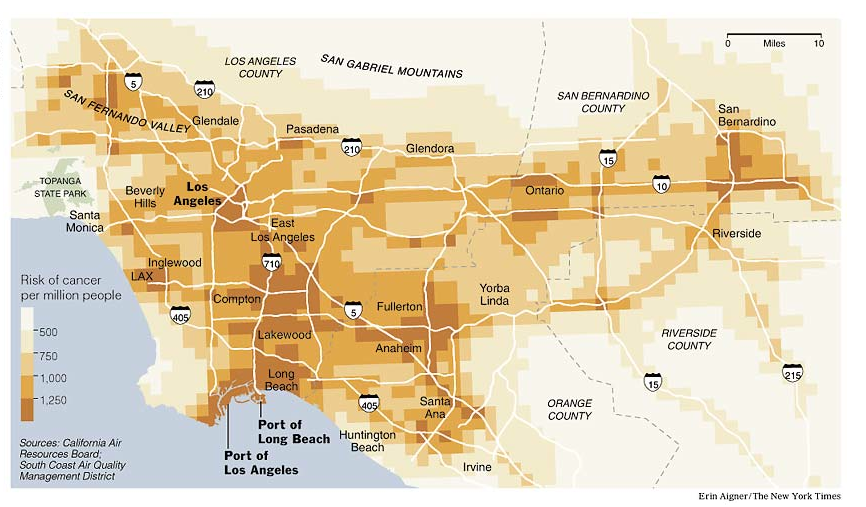 0 Miles 10
LOS ANGELES
COUNTY
SAN GABRIEL MOUNTAINS
5
210
SAN FERNANDO VALLEY
Glendale
Pasadena
210
Glendora
SAN BERNARDINO
COUNTY
San
Bernardino
15
TOPANGA
STATE PARK
Beverly
Hills
Los
Angeles
Ontario
10
Santa
Monica
East
Los Angeles
Riverside
Inglewood
LAX
710
Compton
405
Yorba
Linda
Fullerton
5
Lakewood
Anaheim
RIVERSIDE
COUNTY
Long
Beach
15
215
405
Santa
Ana
ORANGE
COUNTY
Port of
Long Beach
Port of
Los Angeles
Huntington
Beach
Irvine
Risk of cancer
per million people
500
750
1,000
1,250
Sources: California Air
Resources Board;
South Coast Air Quality
Management District
Erin Aigner/The New York Times